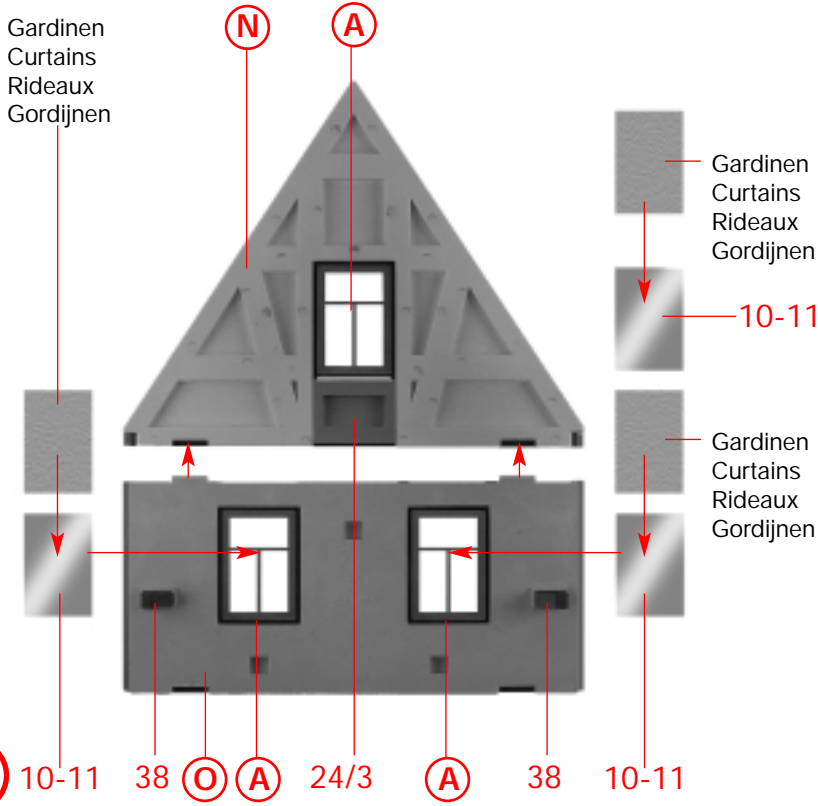 Gardinen
Curtains
Rideaux
Gordijnen
N
A
Gardinen
Curtains
Rideaux
Gordijnen
10-11
Gardinen
Curtains
Rideaux
Gordijnen
10-11
38
O
A
24/3
A
38
10-11